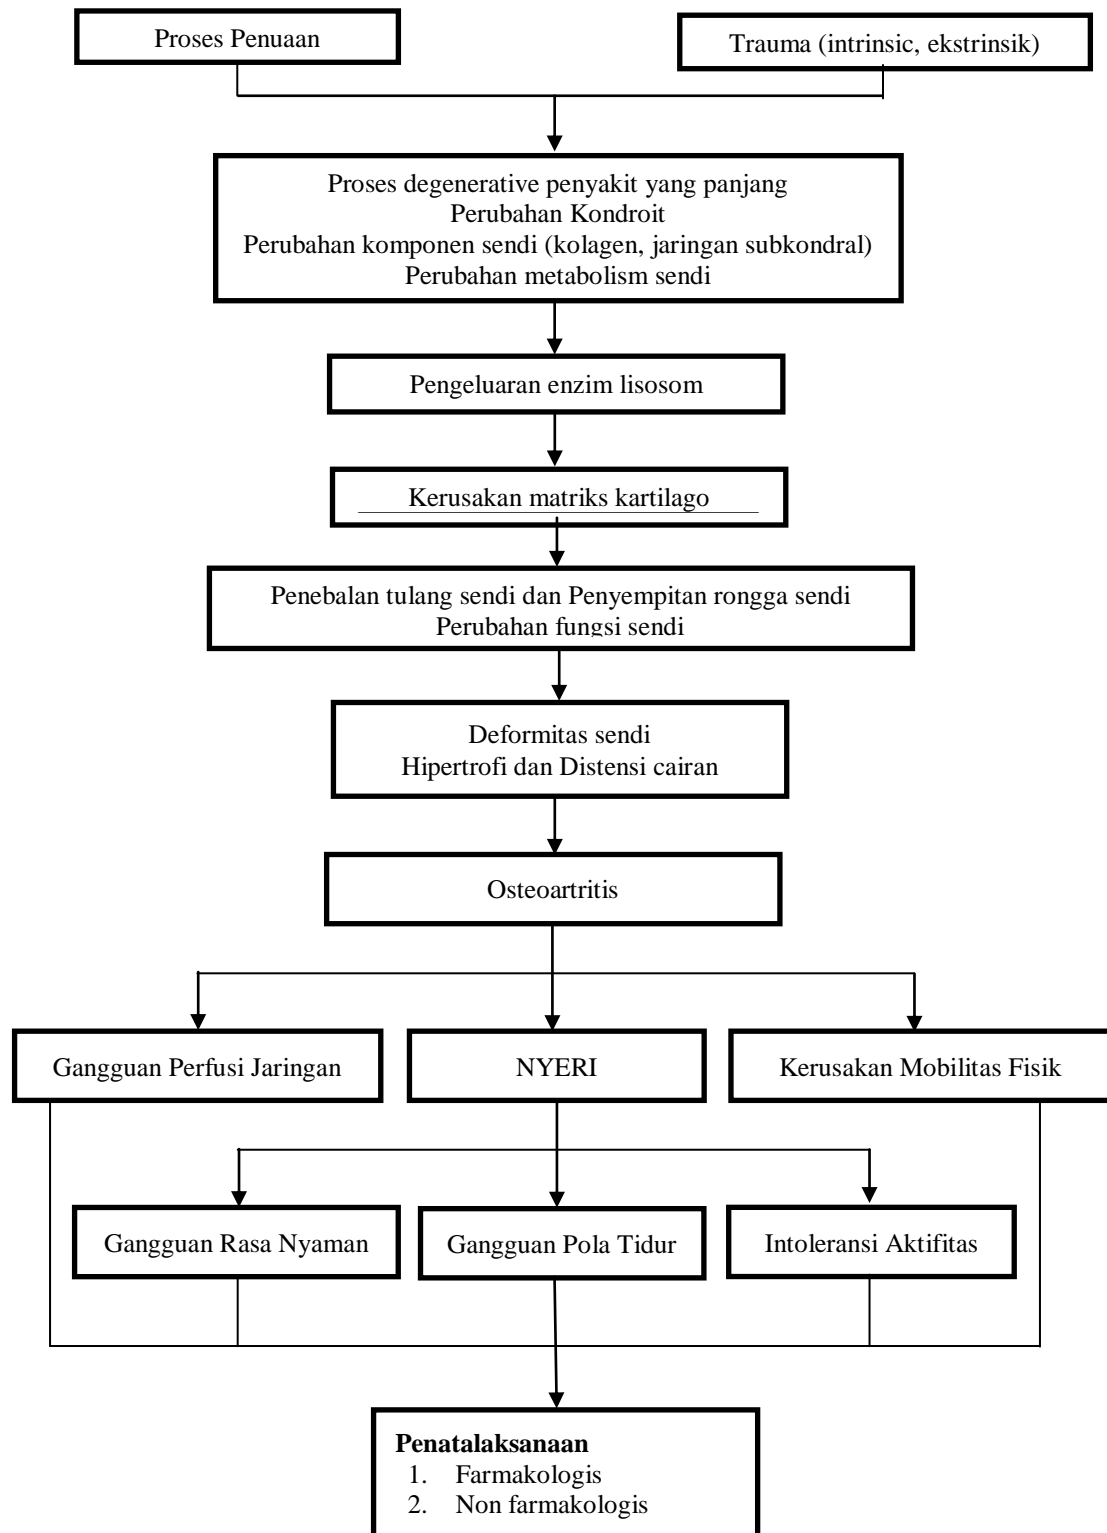 Proses Penuaan
Trauma (intrinsic, ekstrinsik)
Proses degenerative penyakit yang panjang
Perubahan Kondroit
Perubahan komponen sendi (kolagen, jaringan subkondral)
Perubahan metabolism sendi
Pengeluaran enzim lisosom
Kerusakan matriks kartilago
Penebalan tulang sendi dan Penyempitan rongga sendi
Perubahan fungsi sendi
Deformitas sendi
Hipertrofi dan Distensi cairan
Osteoartritis
Gangguan Perfusi Jaringan
NYERI
Kerusakan Mobilitas Fisik
Gangguan Rasa Nyaman
Gangguan Pola Tidur
Intoleransi Aktifitas
Penatalaksanaan
1. Farmakologis
2. Non farmakologis